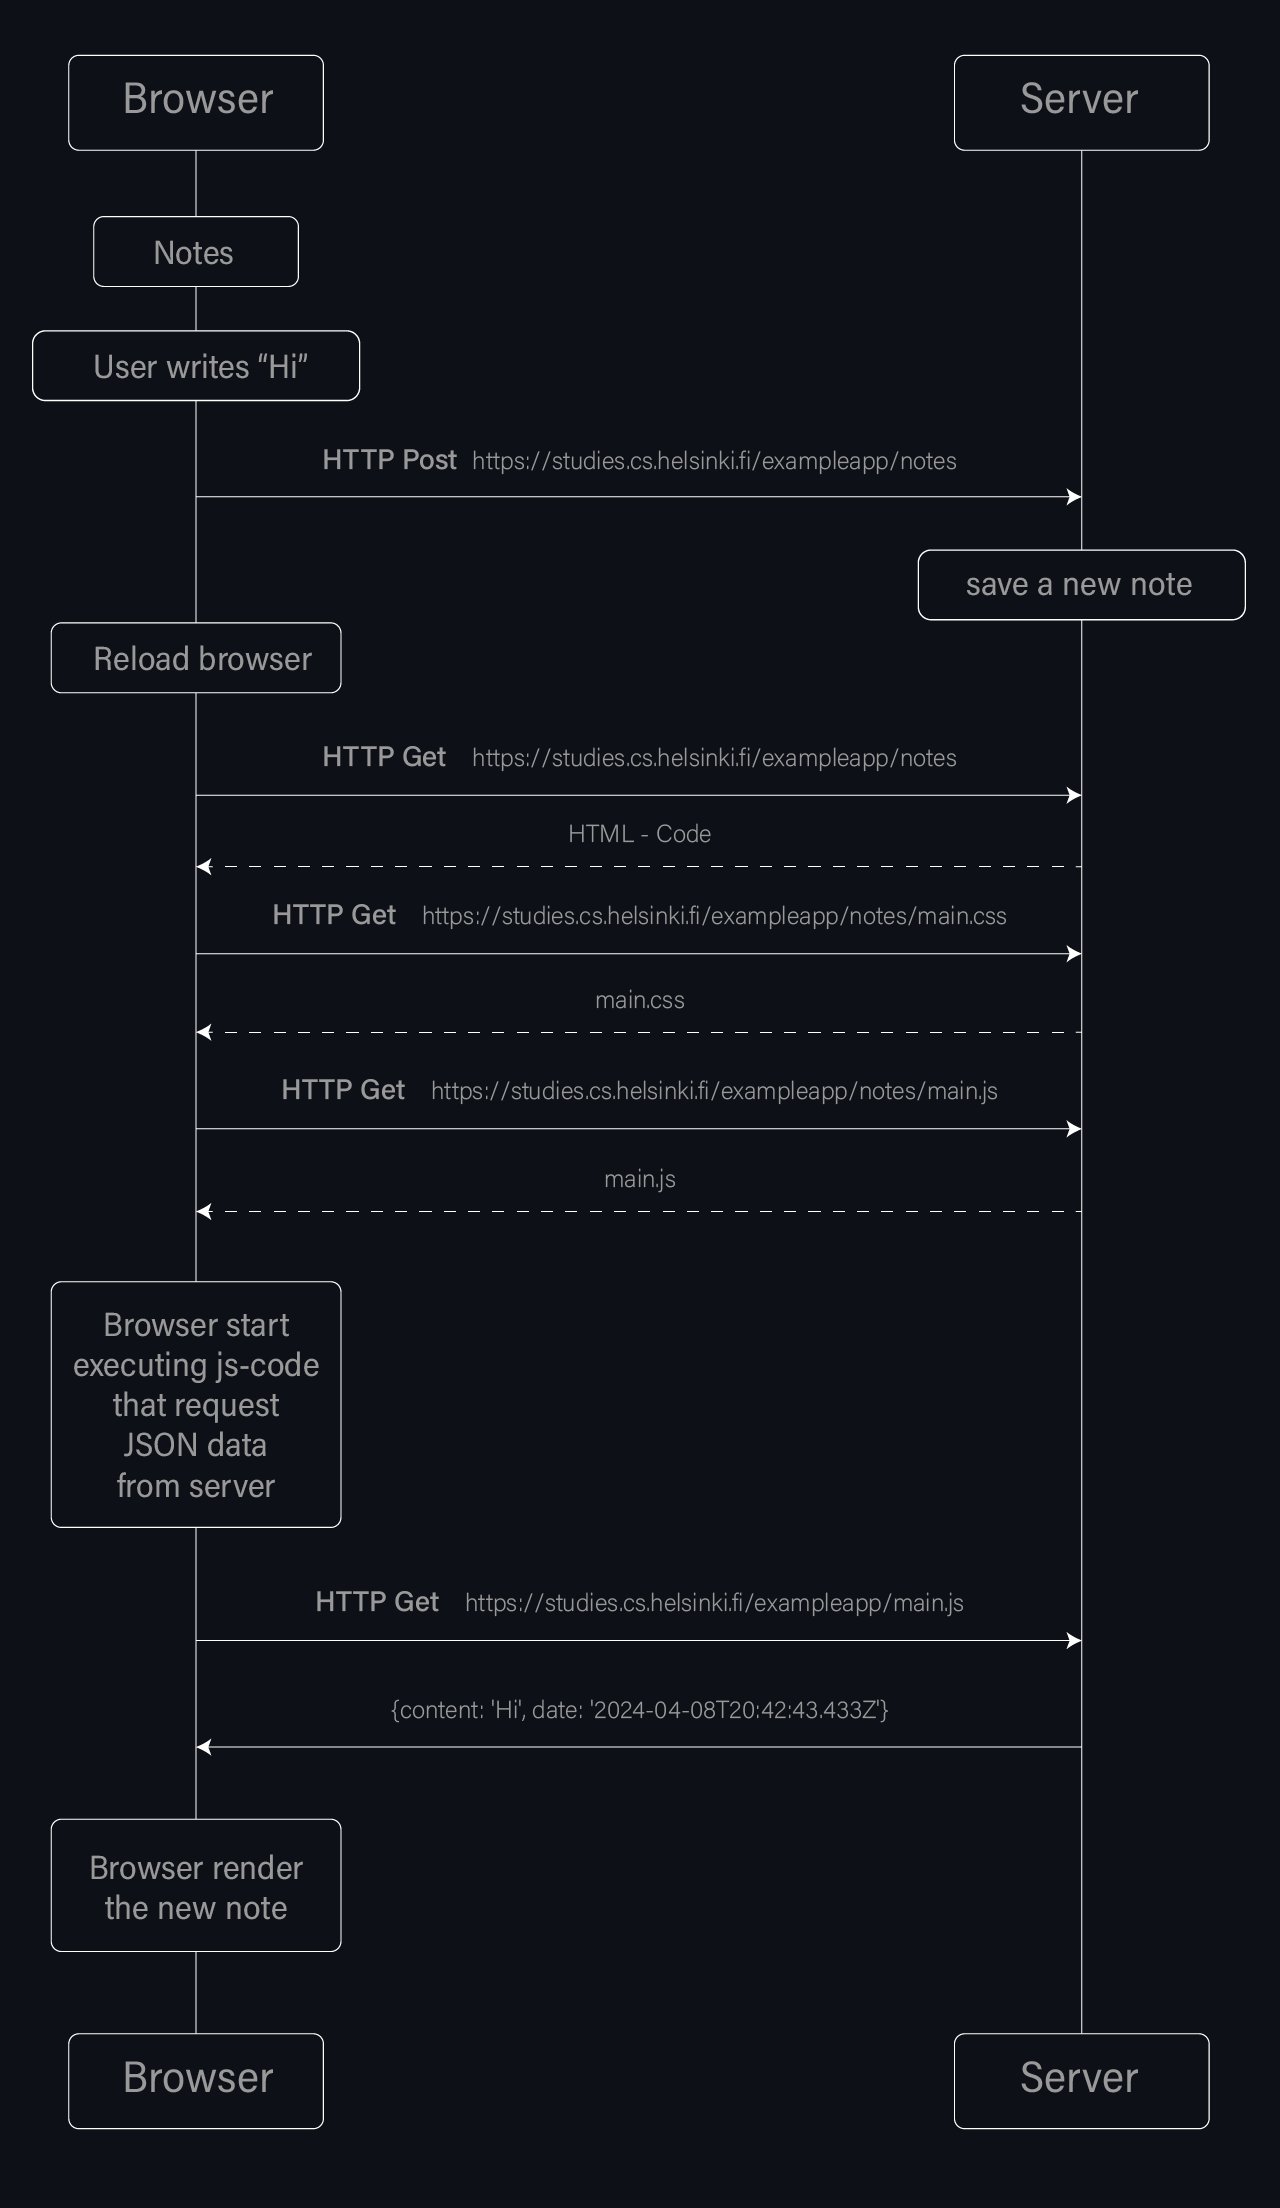 Browser
Server
Notes
User writes “Hi”
HTTP Post https://studies.cs.helsinki.fi/exampleapp/notes
save a new note
Reload browser
HTTP Get https://studies.cs.helsinki.fi/exampleapp/notes
HTML - Code
HTTP Get https://studies.cs.helsinki.fi/exampleapp/notes/main.css
main.css
HTTP Get https://studies.cs.helsinki.fi/exampleapp/notes/main.js
main.js
Browser start
executing js-code
that request
JSON data
from server
HTTP Get https://studies.cs.helsinki.fi/exampleapp/main.js
{content: 'Hi', date: '2024-04-08T20:42:43.433Z'}
Browser render
the new note
Browser
Server